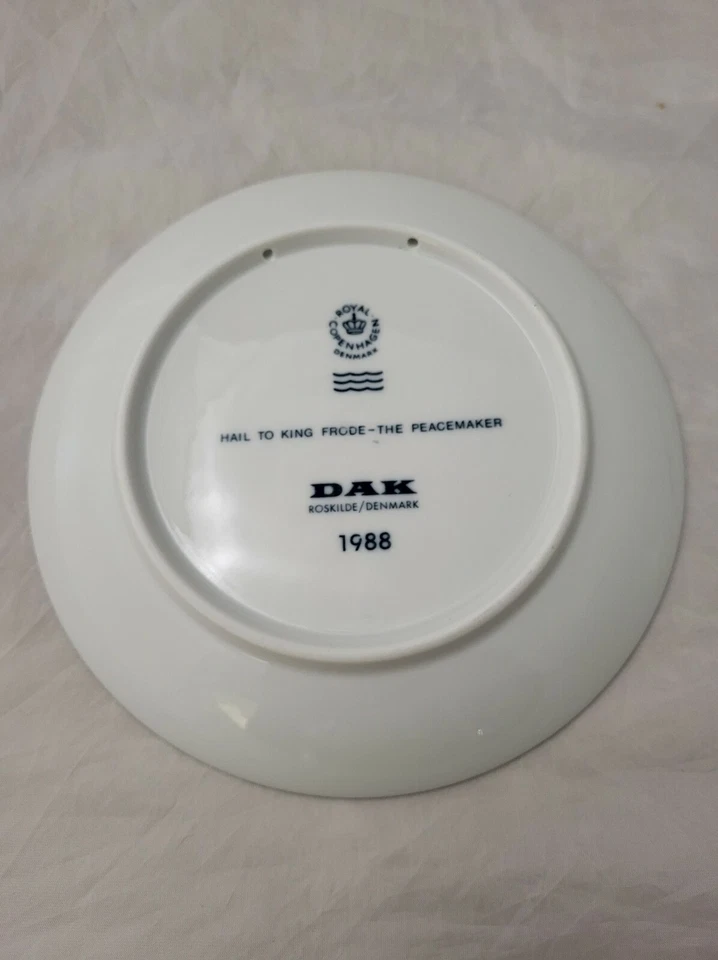 ROYAL
COPENHAGEN
DENMARK
HAIL TO KING FRODE-THE PEACEMAKER
DAK
ROSKILDE/DENMARK
1988